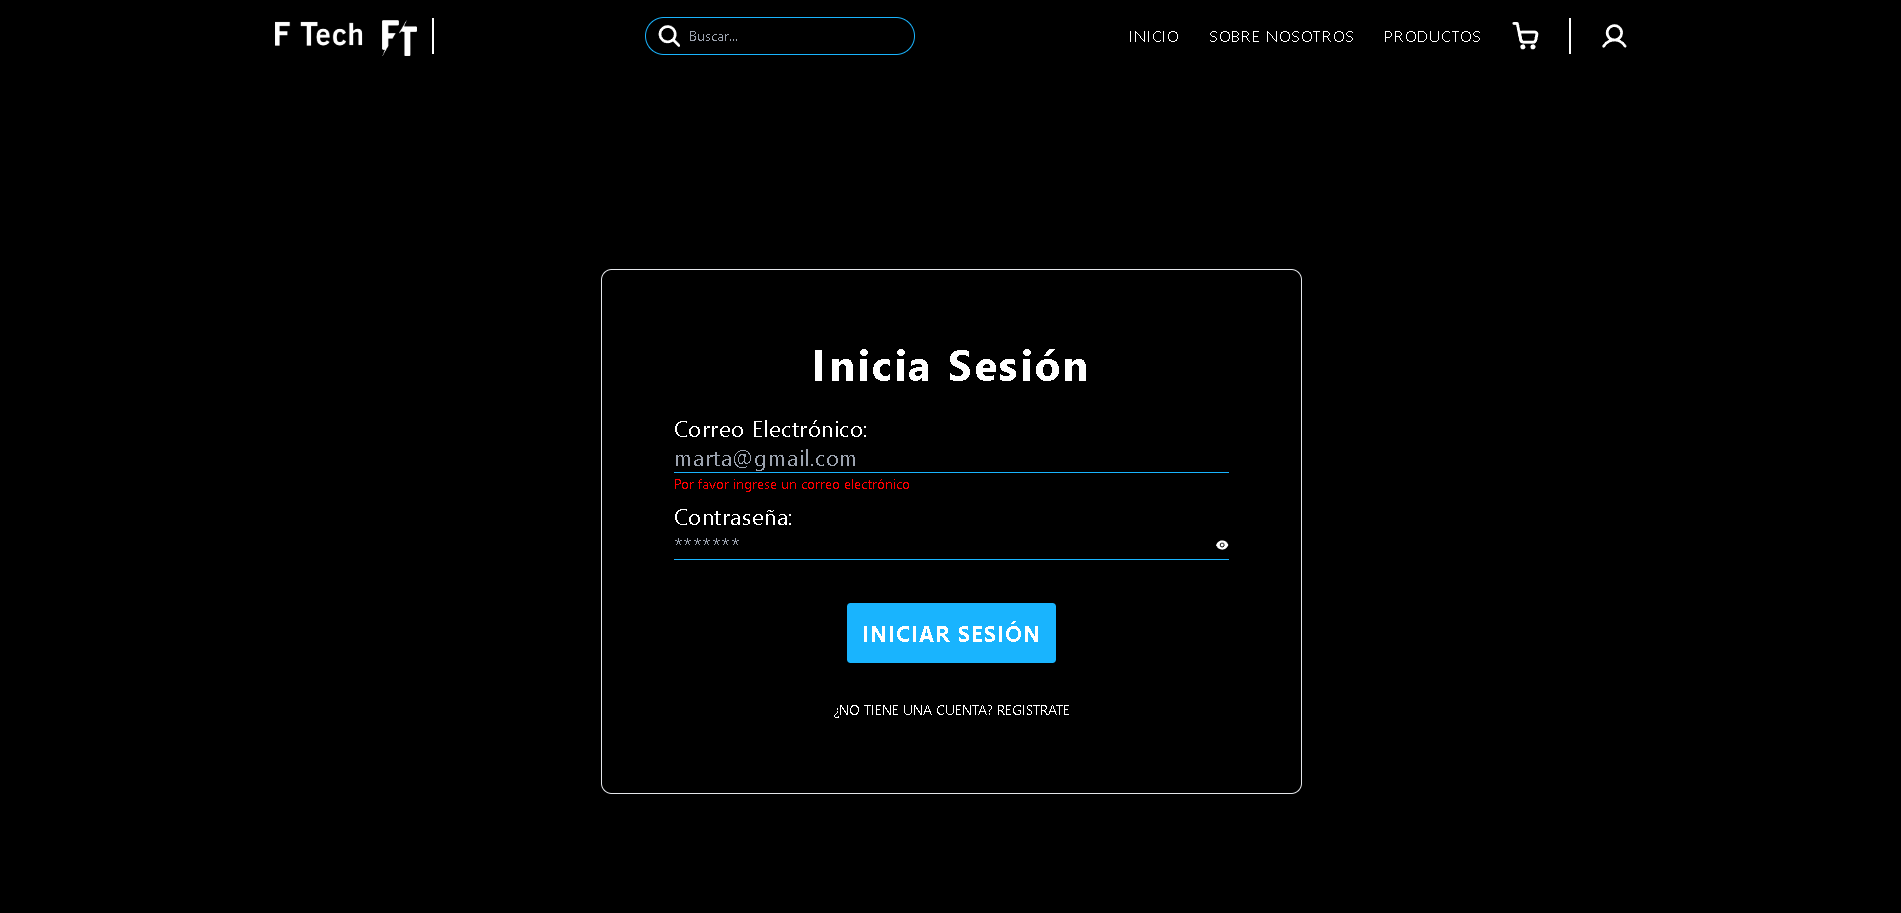 F Tech FT
Buscar...
INICIO SOBRE NOSOTROS PRODUCTOS
Inicia Sesión
Correo Electrónico:
marta@gmail.com
Por favor ingrese un correo electrónico
Contraseña:
*******
INICIAR SESIÓN
¿NO TIENE UNA CUENTA? REGISTRATE